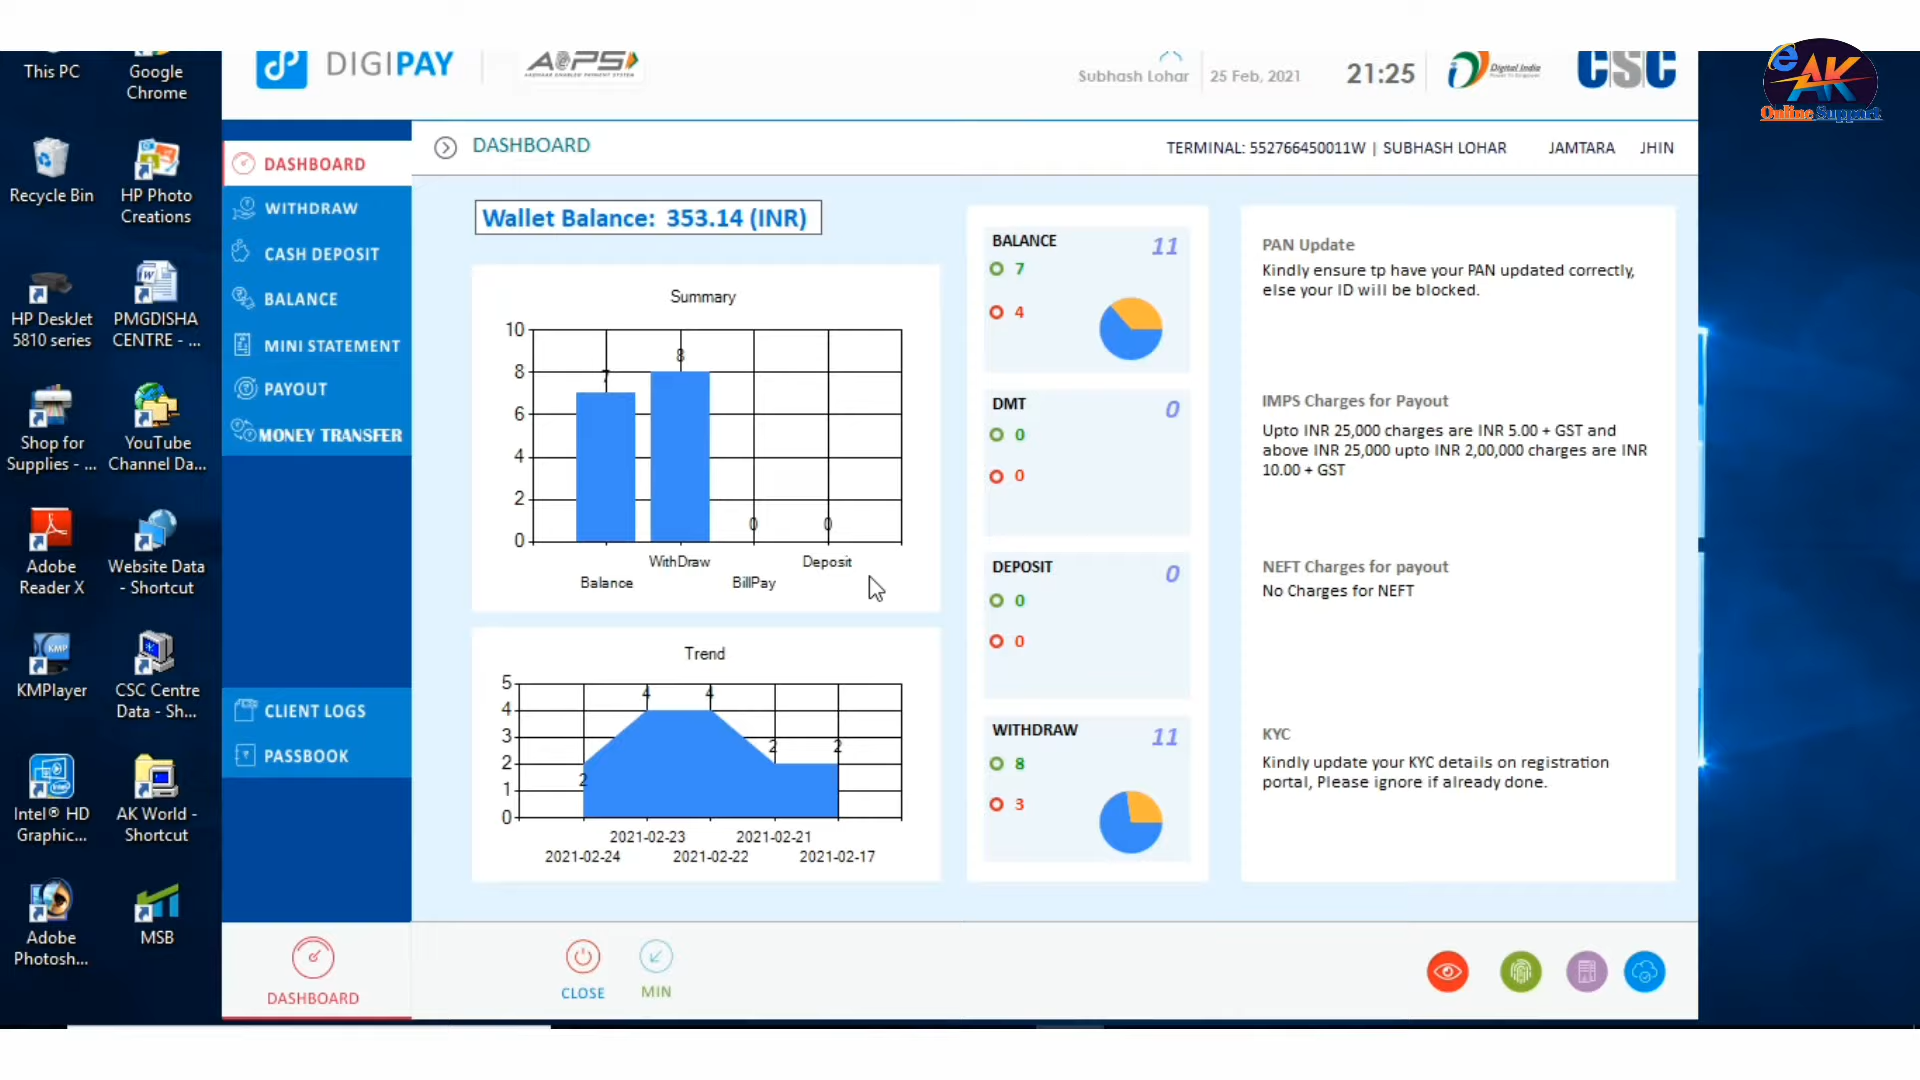 This PC
Google
Chrome
Recycle Bin
HP Photo
Creations
HP DeskJet
5810 series
PMGDISHA
CENTRE - ...
Shop for
Supplies - ...
YouTube
Channel Da...
Adobe
Reader X
Website Data
- Shortcut
KMPlayer
CSC Centre
Data - Sh...
Intel® HD
Graphic...
AK World -
Shortcut
Adobe
Photosh...
MSB
DIGIPAY
AePS
AADHAAR ENABLED PAYMENT SYSTEM
Subhash Lohar
25 Feb, 2021
21:25
Digital India
Power To Empower
CSC
e AK
Online Support
DASHBOARD
WITHDRAW
CASH DEPOSIT
BALANCE
MINI STATEMENT
PAYOUT
MONEY TRANSFER
CLIENT LOGS
PASSBOOK
DASHBOARD
DASHBOARD
TERMINAL: 552766450011W | SUBHASH LOHAR
JAMTARA
JHIN
Wallet Balance: 353.14 (INR)
Summary
10
8
6
4
2
0
7
8
0
0
WithDraw
Deposit
Balance
BillPay
Trend
5
4
3
2
1
0
2
4
4
2
2
2021-02-23
2021-02-21
2021-02-24
2021-02-22
2021-02-17
BALANCE
11
7
4
DMT
0
0
0
DEPOSIT
0
0
0
WITHDRAW
11
8
3
PAN Update
Kindly ensure tp have your PAN updated correctly,
else your ID will be blocked.
IMPS Charges for Payout
Upto INR 25,000 charges are INR 5.00 + GST and
above INR 25,000 upto INR 2,00,000 charges are INR
10.00 + GST
NEFT Charges for payout
No Charges for NEFT
KYC
Kindly update your KYC details on registration
portal, Please ignore if already done.
CLOSE
MIN